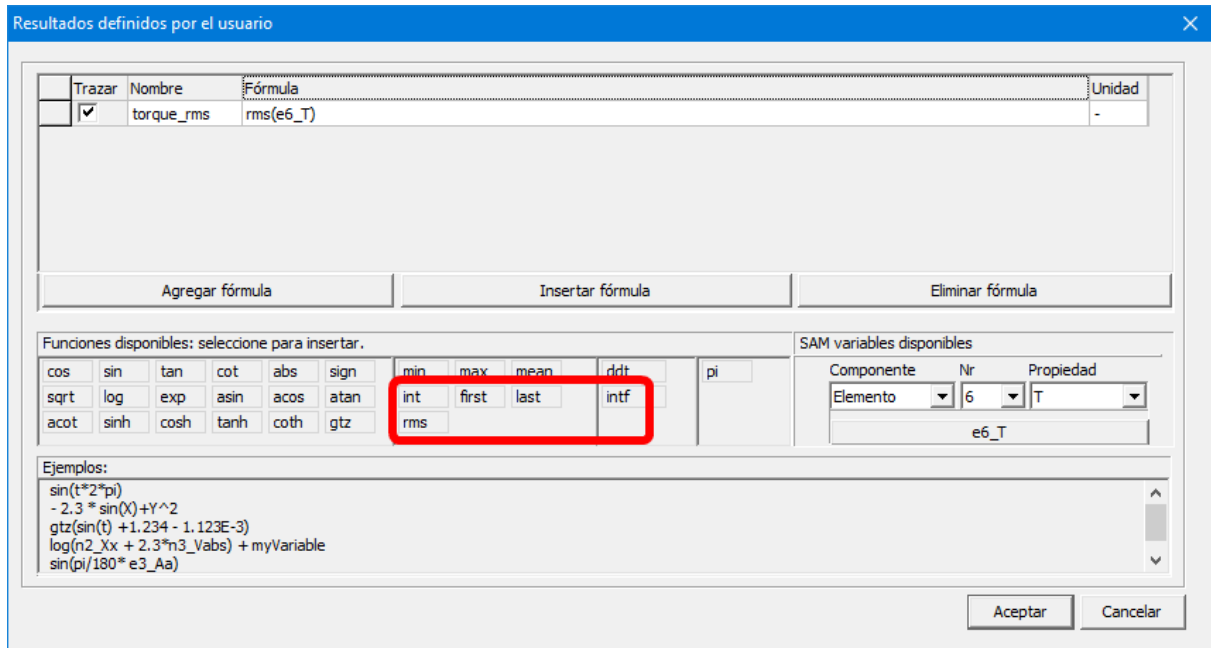 Resultados definidos por el usuario
Trazar Nombre Fórmula Unidad
torque_rms rms(e6_T) -
Agregar fórmula Insertar fórmula Eliminar fórmula
Funciones disponibles: seleccione para insertar. SAM variables disponibles
cos sin tan cot abs sign min max mean ddt pi Componente Nr Propiedad
sqrt log exp asin acos atan int first last intf Elemento 6 T
acot sinh cosh tanh coth gtz rms e6_T
Ejemplos:
sin(t*2*pi)
- 2.3 * sin(X)+Y^2
gtz(sin(t) +1.234 - 1.123E-3)
log(n2_Xx + 2.3*n3_Vabs) + myVariable
sin(pi/180* e3_Aa)
Aceptar Cancelar